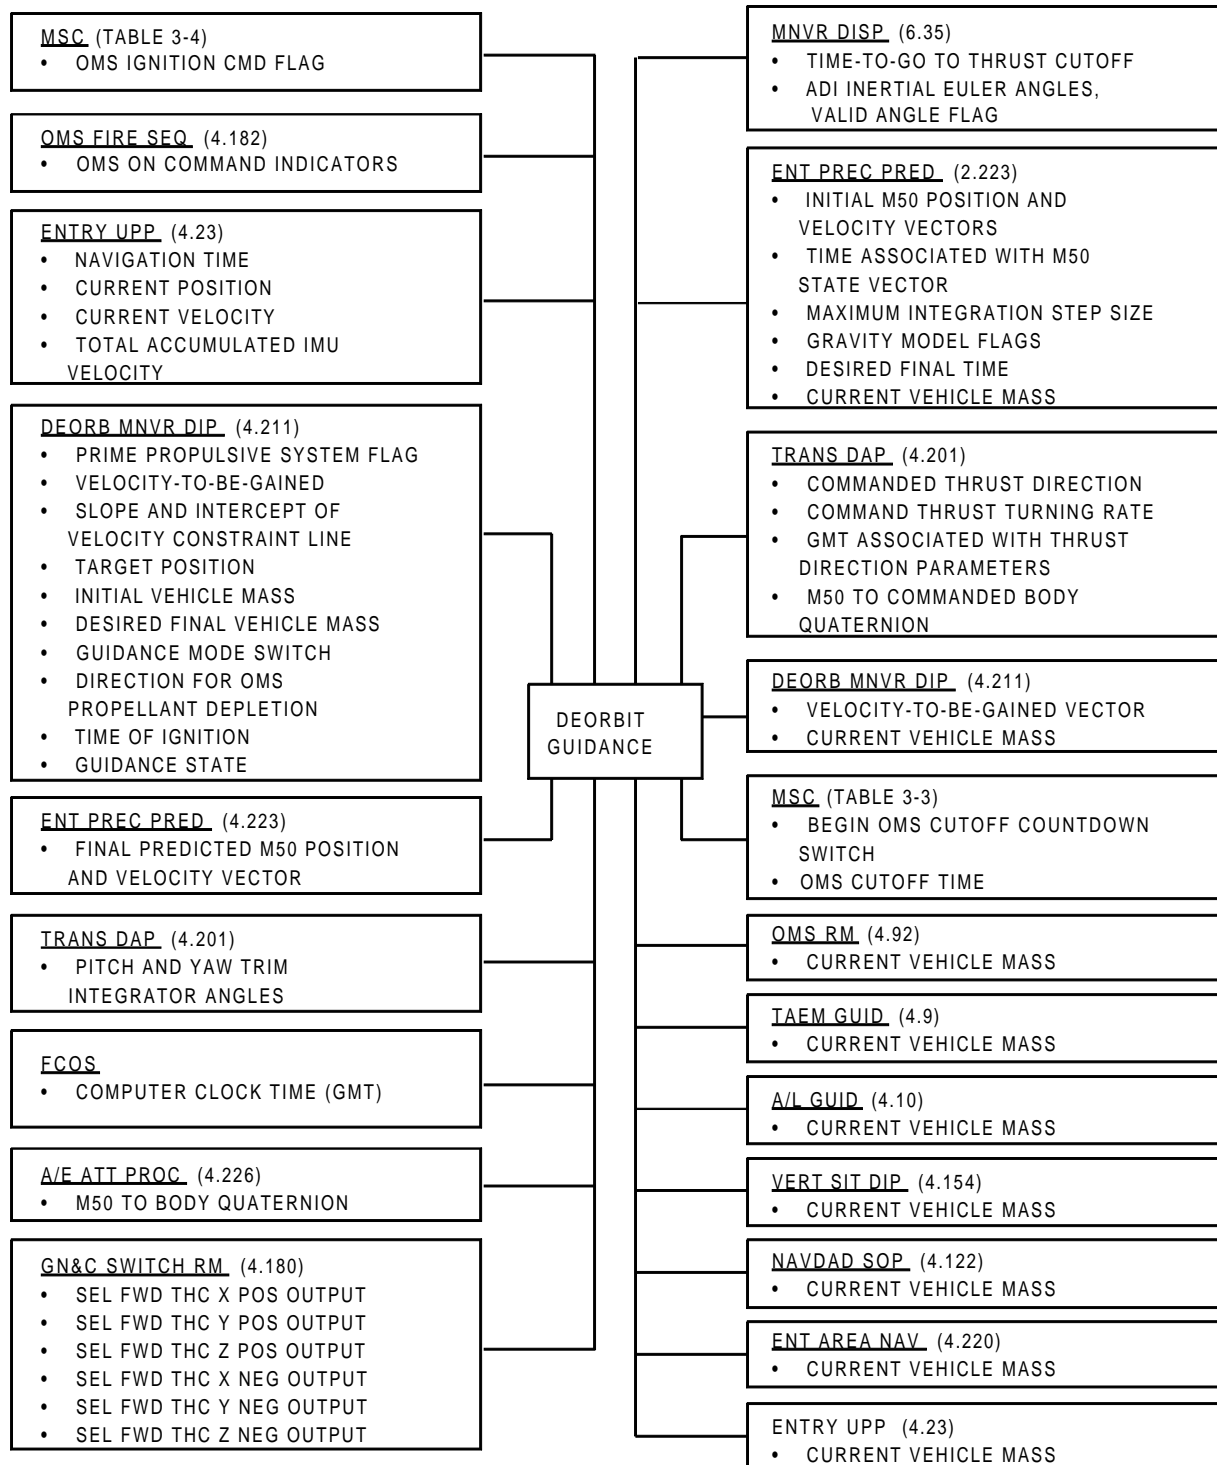 MSC (TABLE 3-4)
• OMS IGNITION CMD FLAG
OMS FIRE SEQ (4.182)
• OMS ON COMMAND INDICATORS
ENTRY UPP (4.23)
• NAVIGATION TIME
• CURRENT POSITION
• CURRENT VELOCITY
• TOTAL ACCUMULATED IMU
VELOCITY
DEORB MNVR DIP (4.211)
• PRIME PROPULSIVE SYSTEM FLAG
• VELOCITY-TO-BE-GAINED
• SLOPE AND INTERCEPT OF
VELOCITY CONSTRAINT LINE
• TARGET POSITION
• INITIAL VEHICLE MASS
• DESIRED FINAL VEHICLE MASS
• GUIDANCE MODE SWITCH
• DIRECTION FOR OMS
PROPELLANT DEPLETION
• TIME OF IGNITION
• GUIDANCE STATE
ENT PREC PRED (4.223)
• FINAL PREDICTED M50 POSITION
AND VELOCITY VECTOR
TRANS DAP (4.201)
• PITCH AND YAW TRIM
INTEGRATOR ANGLES
FCOS
• COMPUTER CLOCK TIME (GMT)
A/E ATT PROC (4.226)
• M50 TO BODY QUATERNION
GN&C SWITCH RM (4.180)
• SEL FWD THC X POS OUTPUT
• SEL FWD THC Y POS OUTPUT
• SEL FWD THC Z POS OUTPUT
• SEL FWD THC X NEG OUTPUT
• SEL FWD THC Y NEG OUTPUT
• SEL FWD THC Z NEG OUTPUT
DEORBIT
GUIDANCE
MNVR DISP (6.35)
• TIME-TO-GO TO THRUST CUTOFF
• ADI INERTIAL EULER ANGLES,
VALID ANGLE FLAG
ENT PREC PRED (2.223)
• INITIAL M50 POSITION AND
VELOCITY VECTORS
• TIME ASSOCIATED WITH M50
STATE VECTOR
• MAXIMUM INTEGRATION STEP SIZE
• GRAVITY MODEL FLAGS
• DESIRED FINAL TIME
• CURRENT VEHICLE MASS
TRANS DAP (4.201)
• COMMANDED THRUST DIRECTION
• COMMAND THRUST TURNING RATE
• GMT ASSOCIATED WITH THRUST
DIRECTION PARAMETERS
• M50 TO COMMANDED BODY
QUATERNION
DEORB MNVR DIP (4.211)
• VELOCITY-TO-BE-GAINED VECTOR
• CURRENT VEHICLE MASS
MSC (TABLE 3-3)
• BEGIN OMS CUTOFF COUNTDOWN
SWITCH
• OMS CUTOFF TIME
OMS RM (4.92)
• CURRENT VEHICLE MASS
TAEM GUID (4.9)
• CURRENT VEHICLE MASS
A/L GUID (4.10)
• CURRENT VEHICLE MASS
VERT SIT DIP (4.154)
• CURRENT VEHICLE MASS
NAVDAD SOP (4.122)
• CURRENT VEHICLE MASS
ENT AREA NAV (4.220)
• CURRENT VEHICLE MASS
ENTRY UPP (4.23)
• CURRENT VEHICLE MASS